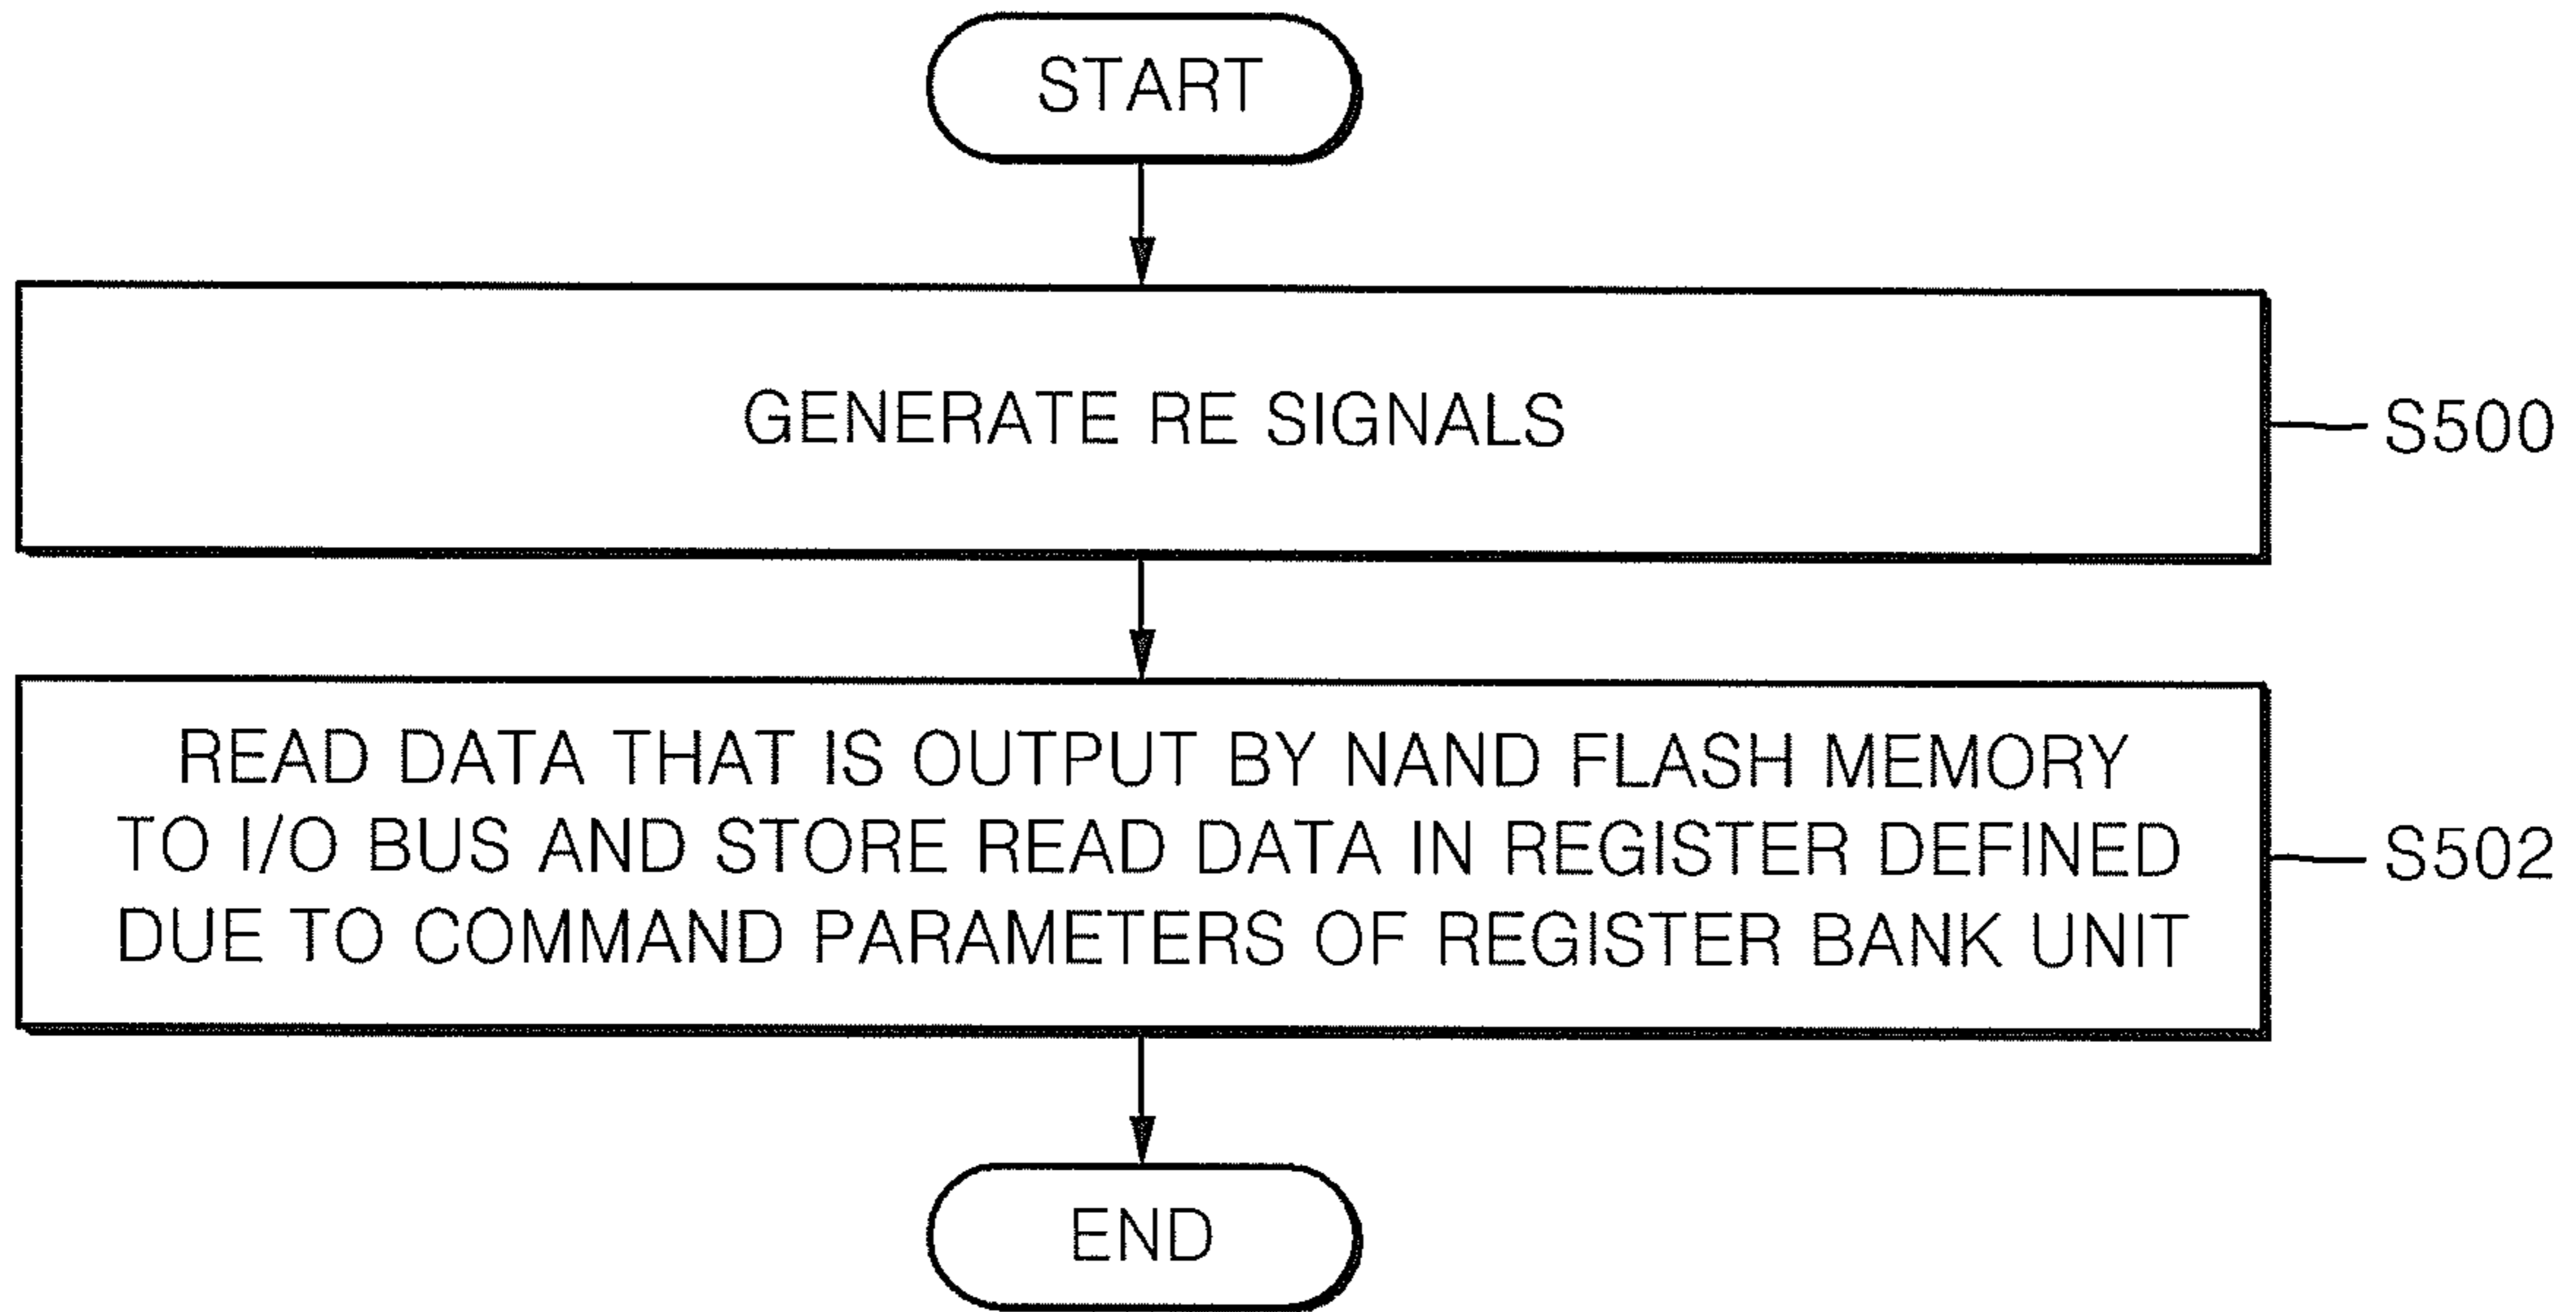 START
GENERATE RE SIGNALS
S500
READ DATA THAT IS OUTPUT BY NAND FLASH MEMORY
TO I/O BUS AND STORE READ DATA IN REGISTER DEFINED
DUE TO COMMAND PARAMETERS OF REGISTER BANK UNIT
S502
END